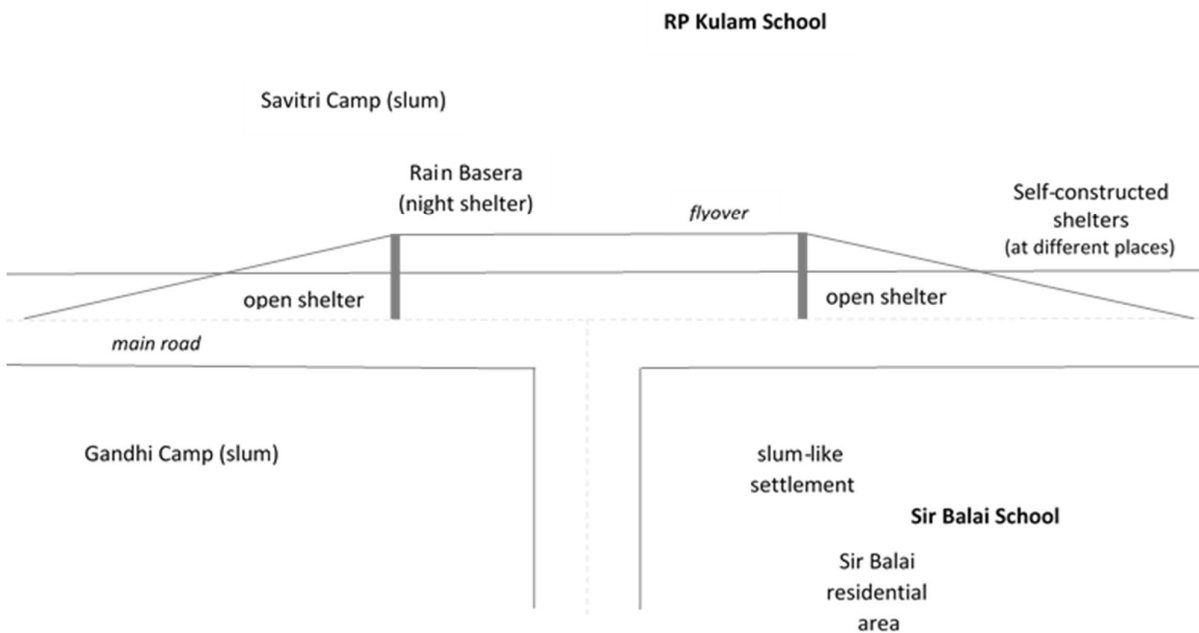 RP Kulam School
Savitri Camp (slum)
Rain Basera
(night shelter)
flyover
Self-constructed
shelters
(at different places)
open shelter
open shelter
main road
Gandhi Camp (slum)
slum-like
settlement
Sir Balai School
Sir Balai
residential
area